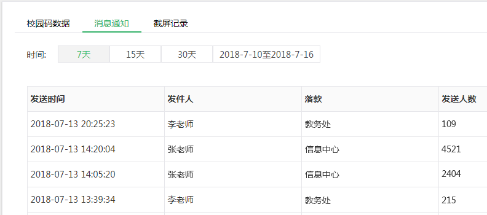 校园码数据 消息通知 截屏记录
时间: 7天 15天 30天 2018-7-10至2018-7-16
发送时间 发件人 落款 发送人数
2018-07-13 20:25:23 李老师 教务处 109
2018-07-13 14:20:04 张老师 信息中心 4521
2018-07-13 14:05:20 张老师 信息中心 2404
2018-07-13 13:39:34 李老师 教务处 215